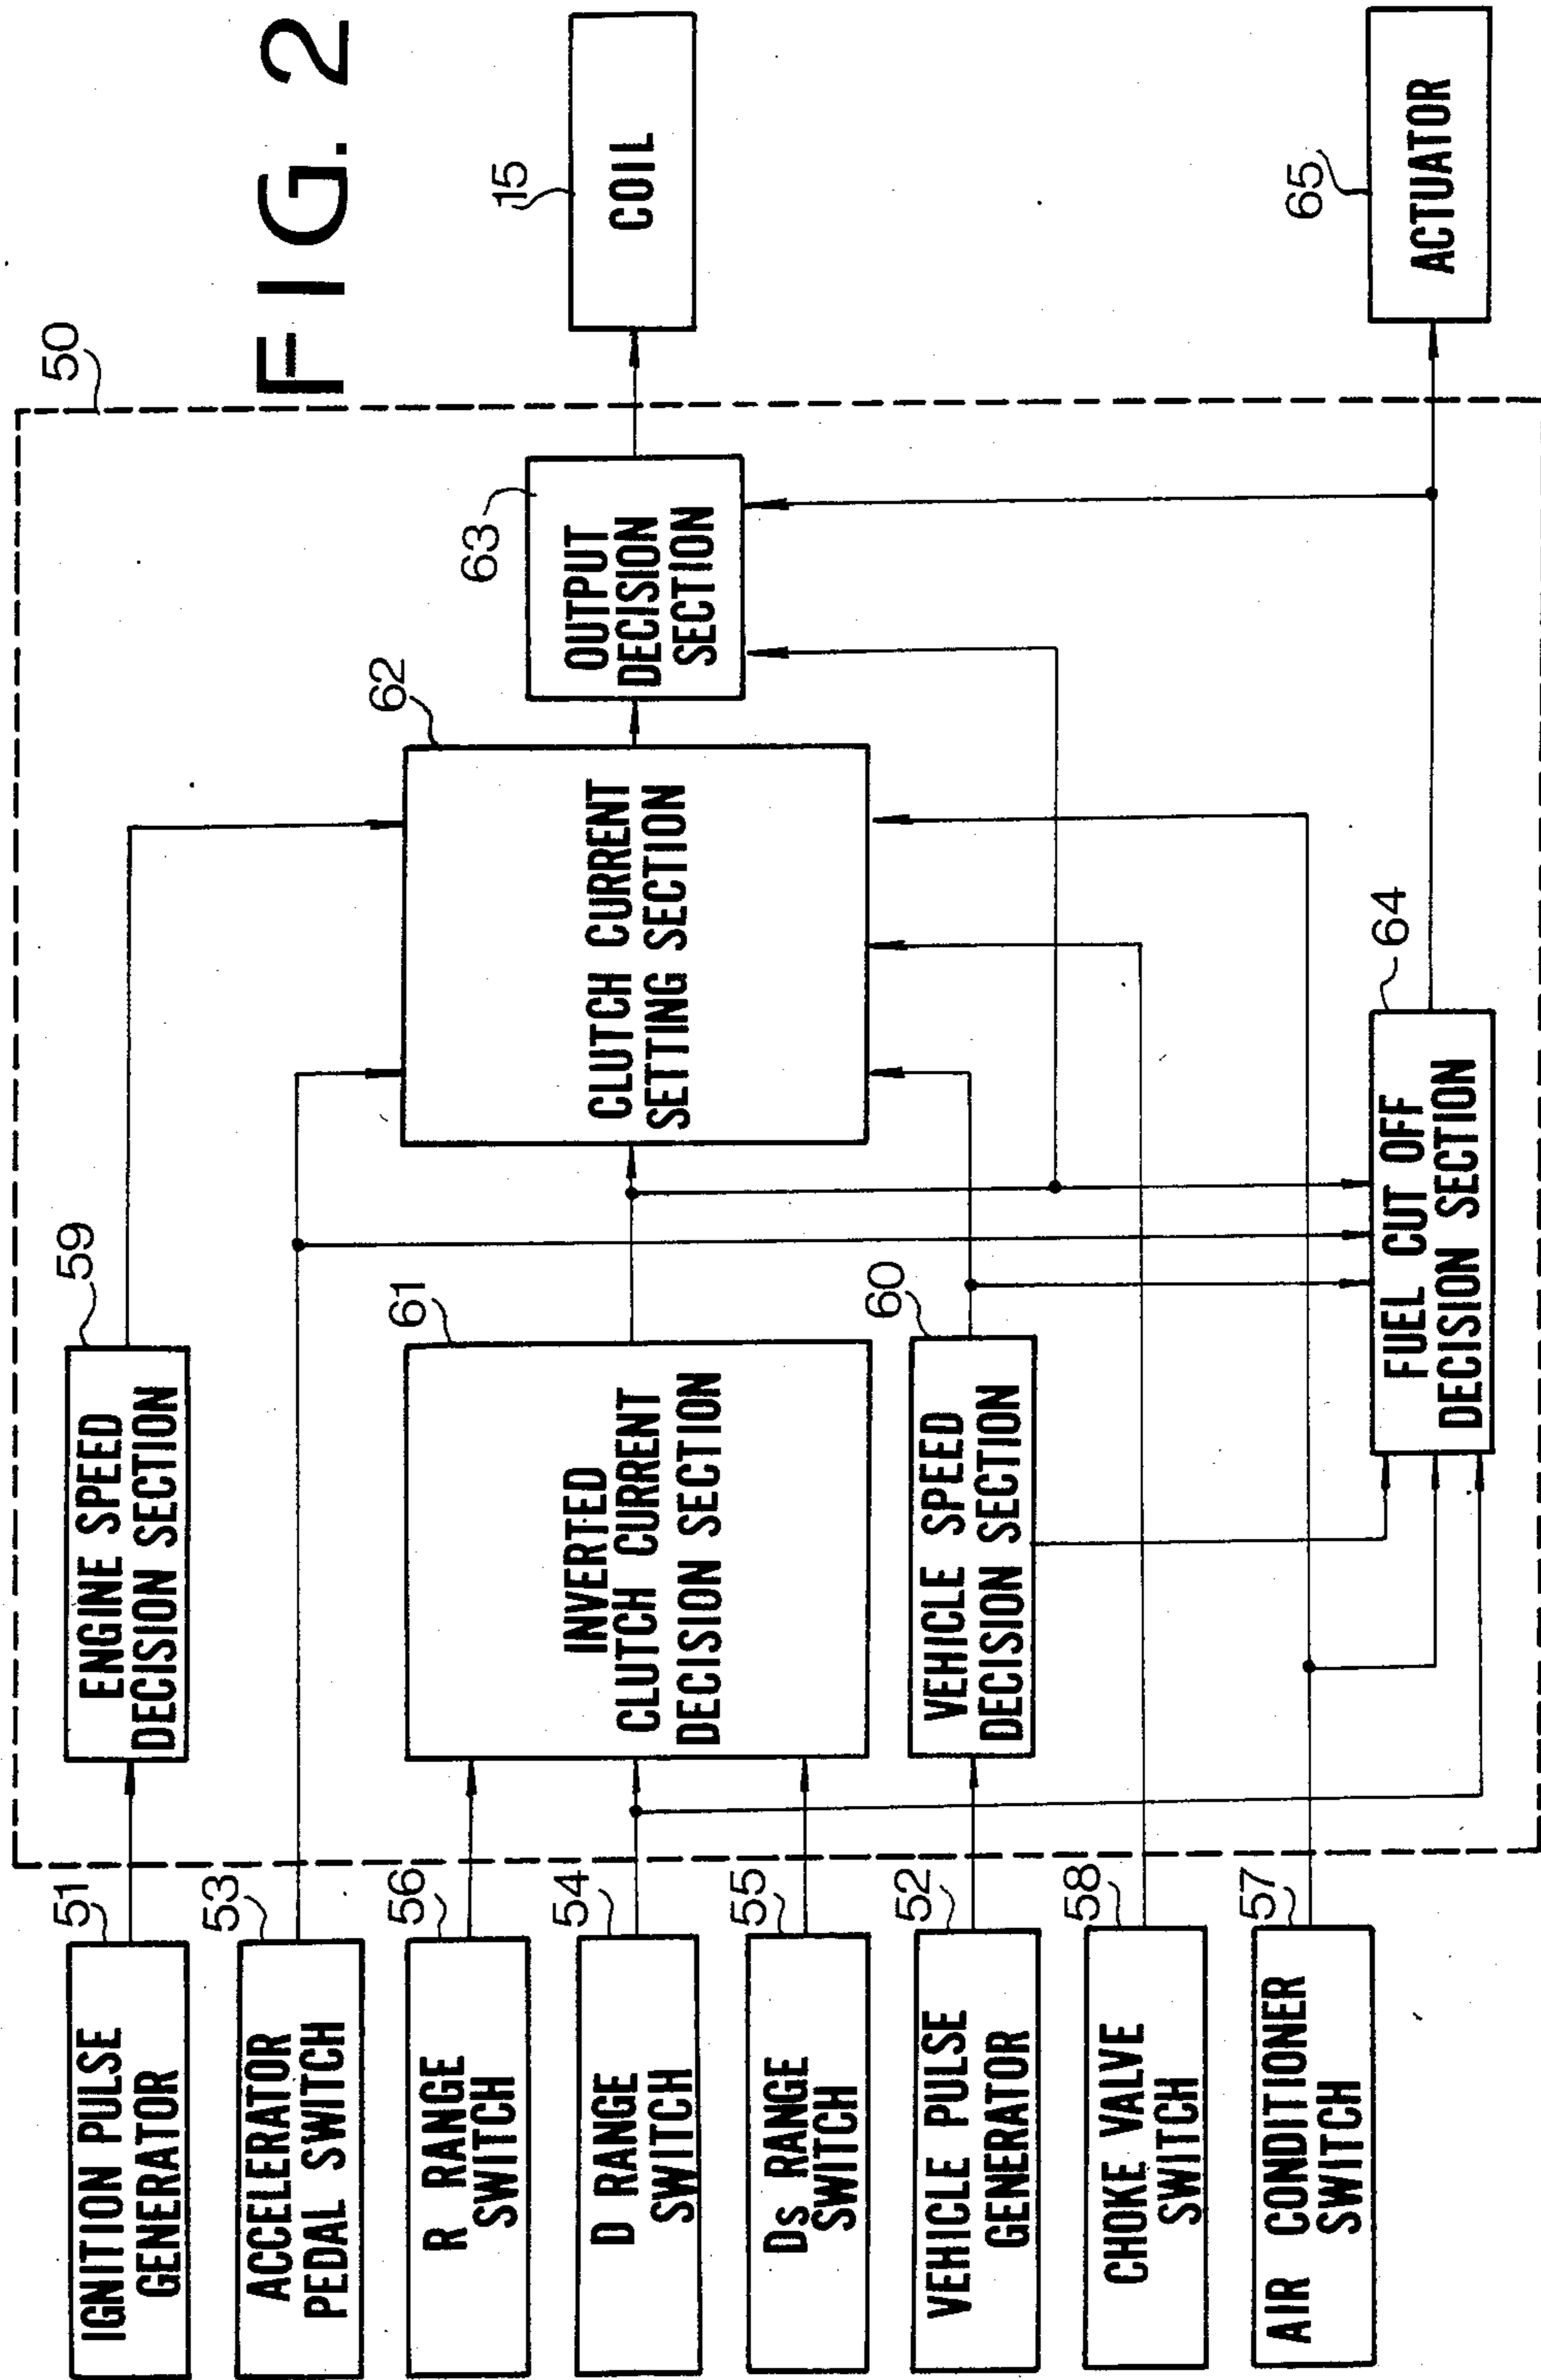 FIG. 2
50
51
IGNITION PULSE
GENERATOR
53
ACCELERATOR
PEDAL SWITCH
56
R RANGE
SWITCH
54
D RANGE
SWITCH
55
Ds RANGE
SWITCH
52
VEHICLE PULSE
GENERATOR
58
CHOKE VALVE
SWITCH
57
AIR CONDITIONER
SWITCH
59
ENGINE SPEED
DECISION SECTION
61
INVERTED
CLUTCH CURRENT
DECISION SECTION
60
VEHICLE SPEED
DECISION SECTION
62
CLUTCH CURRENT
SETTING SECTION
64
FUEL CUT OFF
DECISION SECTION
63
OUTPUT
DECISION
SECTION
15
COIL
65
ACTUATOR